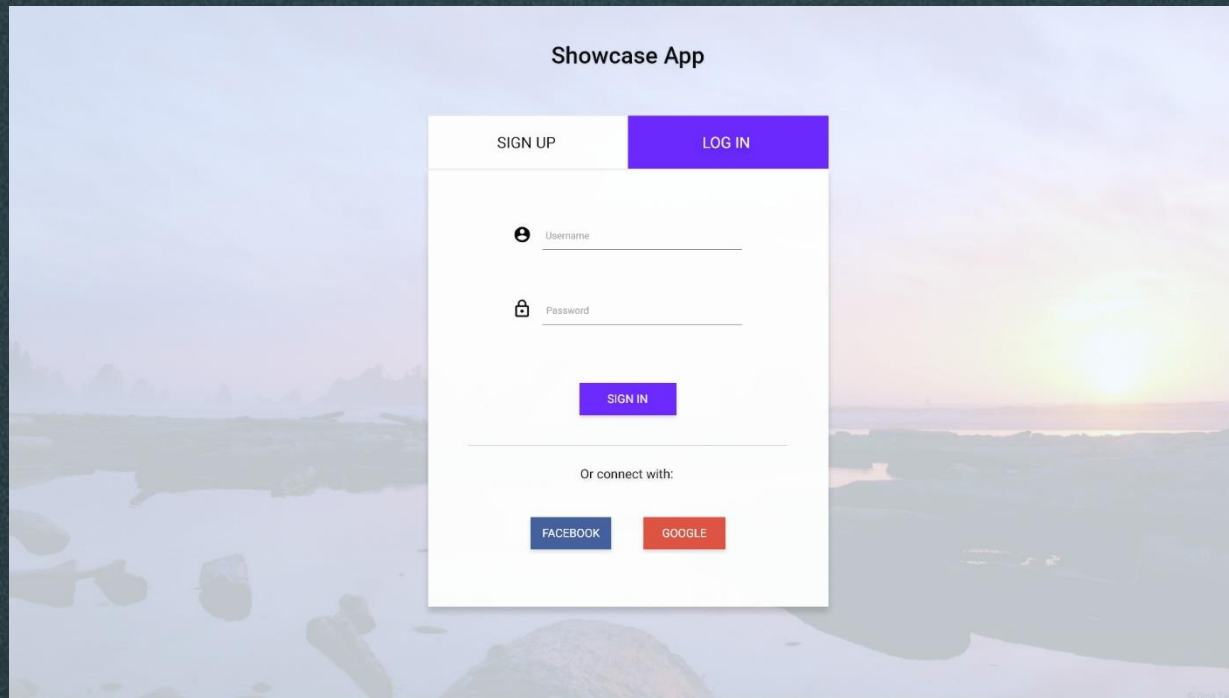 Showcase App
SIGN UP
LOG IN
Username
Password
SIGN IN
Or connect with:
FACEBOOK
GOOGLE